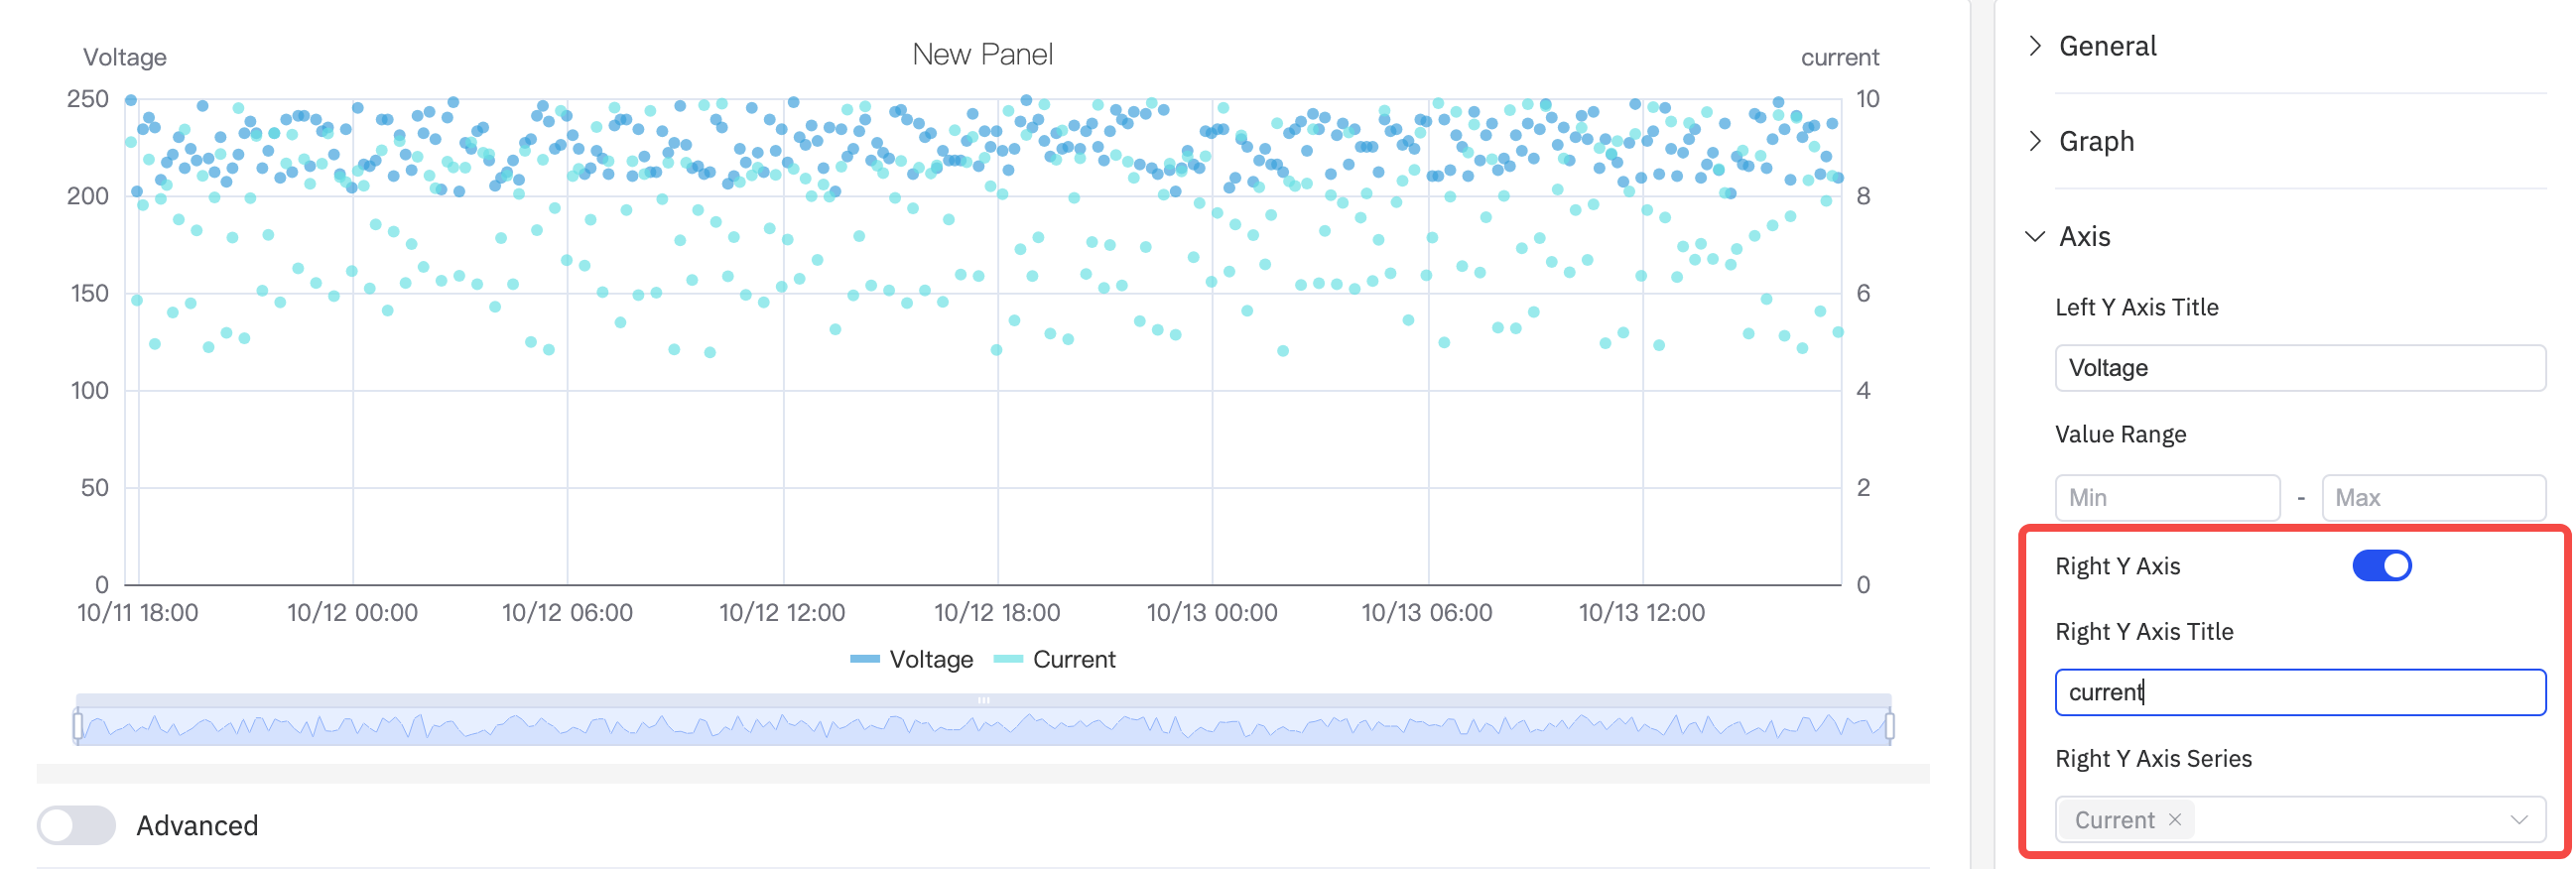 Voltage
New Panel
current
250
200
150
100
50
0
10
8
6
4
2
0
10/11 18:00
10/12 00:00
10/12 06:00
10/12 12:00
10/12 18:00
10/13 00:00
10/13 06:00
10/13 12:00
Voltage
Current
Advanced
General
Graph
Axis
Left Y Axis Title
Voltage
Value Range
Min - Max
Right Y Axis
Right Y Axis Title
current
Right Y Axis Series
Current ×